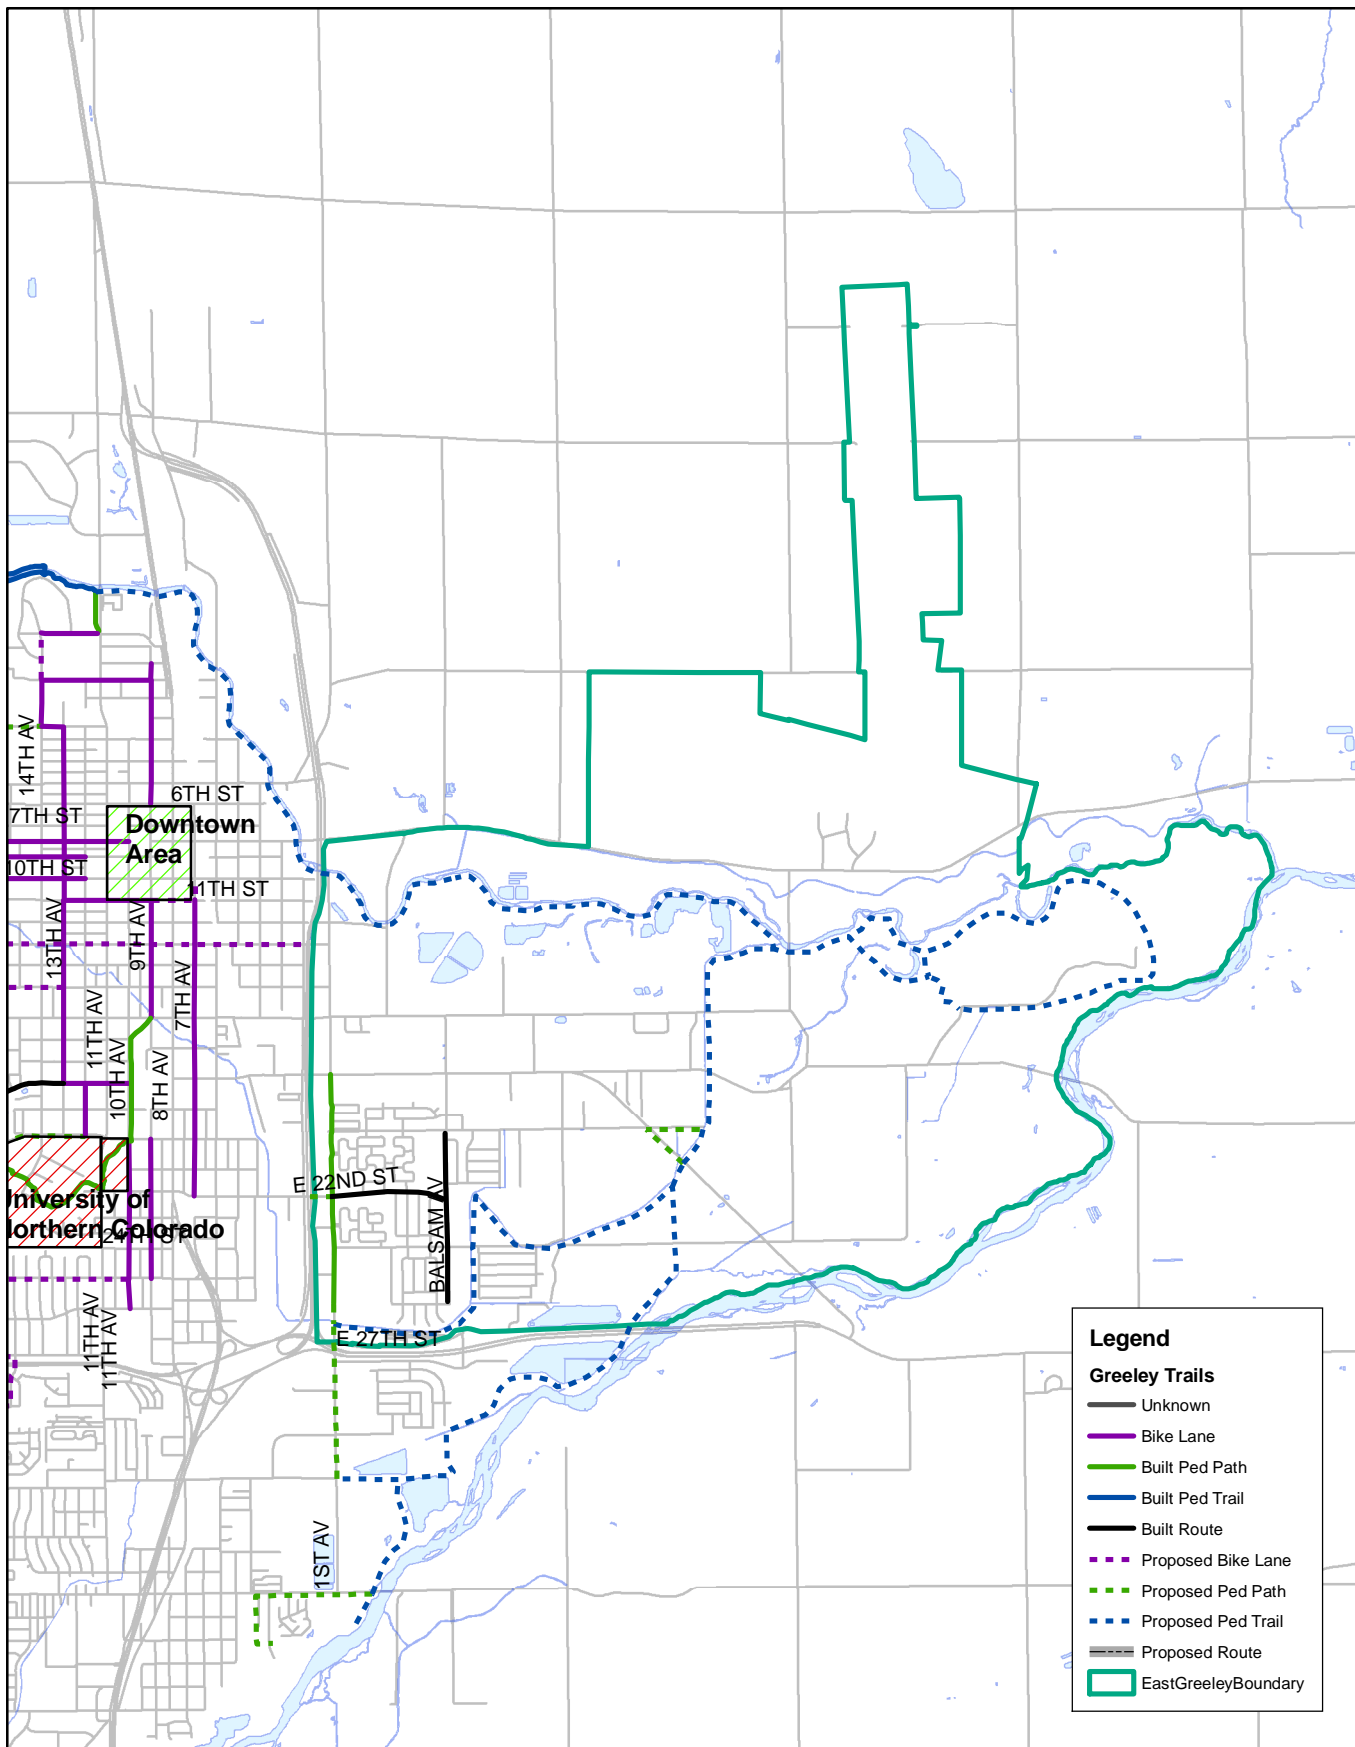 14TH AV
6TH ST
7TH ST
Downtown
Area
10TH ST
11TH ST
13TH AV
9TH AV
7TH AV
11TH AV
10TH AV
8TH AV
E 22ND ST
University of
Northern Colorado
24TH ST
BALSAM AV
11TH AV
11TH AV
E 27TH ST
1ST AV
Legend
Greeley Trails
Unknown
Bike Lane
Built Ped Path
Built Ped Trail
Built Route
Proposed Bike Lane
Proposed Ped Path
Proposed Ped Trail
Proposed Route
EastGreeleyBoundary